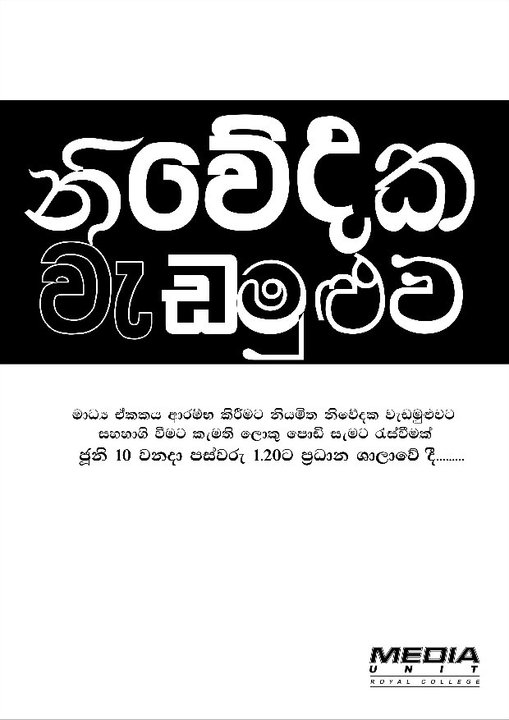 නිවේදක
වැඩමුළුව
මාධ්‍ය ඒකකය ආරම්භ කිරීමට නියමිත නිවේදක වැඩමුළුවට
සහභාගි වීමට කැමති ලොකු පොඩි සැමට රැස්වීමක්
ජූනි 10 වනදා පස්වරු 1.20ට ප්‍රධාන ශාලාවේ දී.........
MEDIA
UNIT
ROYAL COLLEGE